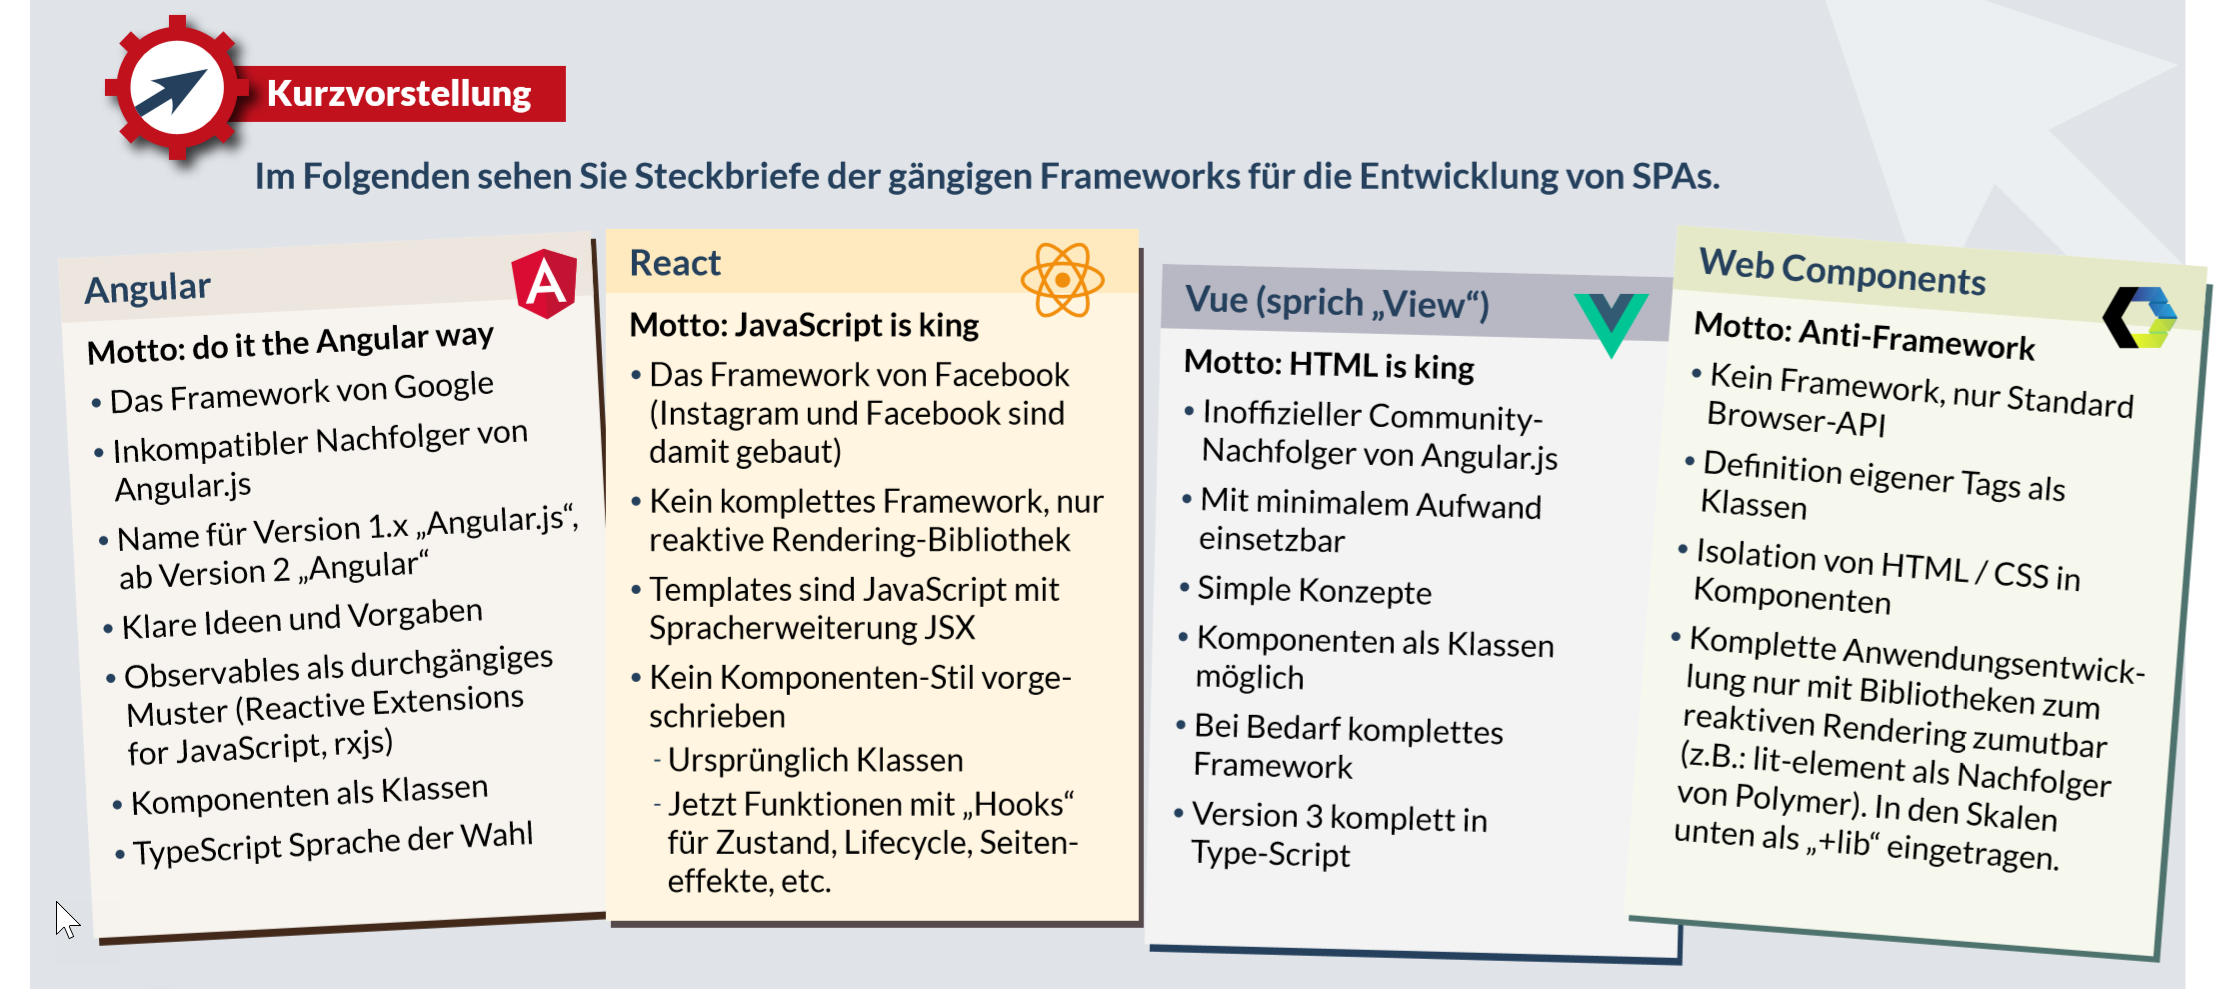 Kurzvorstellung
Im Folgenden sehen Sie Steckbriefe der gängigen Frameworks für die Entwicklung von SPAs.
Angular
Motto: do it the Angular way
• Das Framework von Google
• Inkompatibler Nachfolger von
Angular.js
• Name für Version 1.x „Angular.js“,
ab Version 2 „Angular“
• Klare Ideen und Vorgaben
• Observables als durchgängiges
Muster (Reactive Extensions
for JavaScript, rxjs)
• Komponenten als Klassen
• TypeScript Sprache der Wahl
React
Motto: JavaScript is king
• Das Framework von Facebook
(Instagram und Facebook sind
damit gebaut)
• Kein komplettes Framework, nur
reaktive Rendering-Bibliothek
• Templates sind JavaScript mit
Spracherweiterung JSX
• Kein Komponenten-Stil vorge-
schrieben
- Ursprünglich Klassen
- Jetzt Funktionen mit „Hooks“
für Zustand, Lifecycle, Seiten-
effekte, etc.
Vue (sprich „View“)
Motto: HTML is king
• Inoffizieller Community-
Nachfolger von Angular.js
• Mit minimalem Aufwand
einsetzbar
• Simple Konzepte
• Komponenten als Klassen
möglich
• Bei Bedarf komplettes
Framework
• Version 3 komplett in
Type-Script
Web Components
Motto: Anti-Framework
• Kein Framework, nur Standard
Browser-API
• Definition eigener Tags als
Klassen
• Isolation von HTML / CSS in
Komponenten
• Komplette Anwendungsentwick-
lung nur mit Bibliotheken zum
reaktiven Rendering zumutbar
(z.B.: lit-element als Nachfolger
von Polymer). In den Skalen
unten als „+lib“ eingetragen.